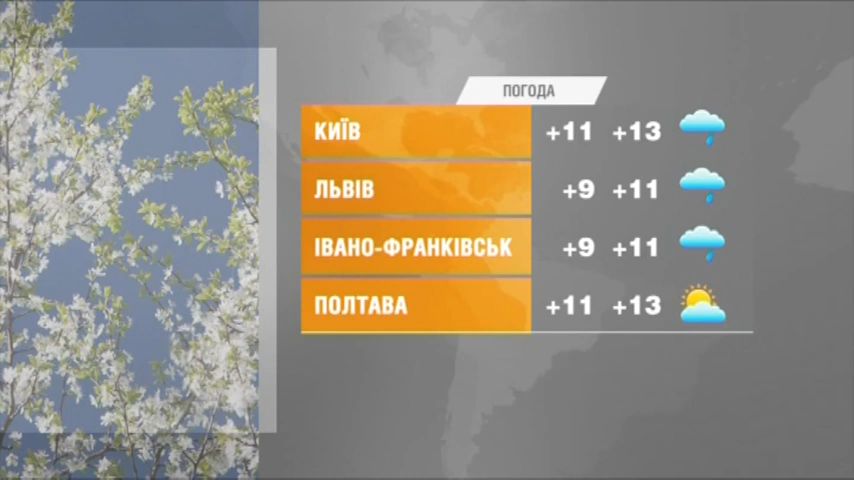 ПОГОДА
КИЇВ +11 +13
ЛЬВІВ +9 +11
ІВАНО-ФРАНКІВСЬК +9 +11
ПОЛТАВА +11 +13